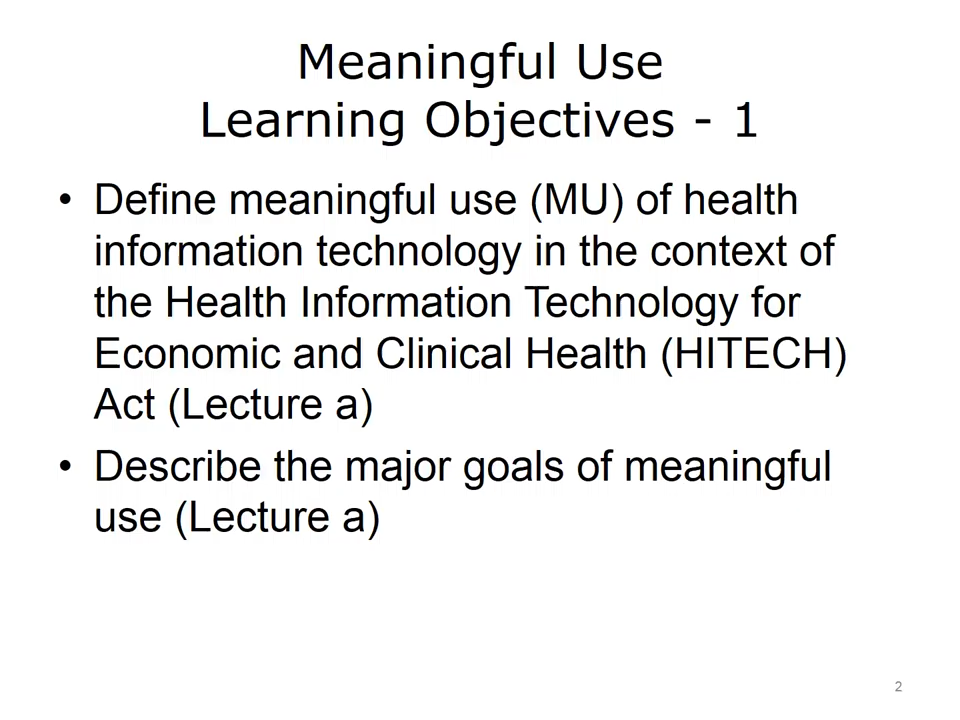 Meaningful Use
Learning Objectives - 1
• Define meaningful use (MU) of health
information technology in the context of
the Health Information Technology for
Economic and Clinical Health (HITECH)
Act (Lecture a)
• Describe the major goals of meaningful
use (Lecture a)
2